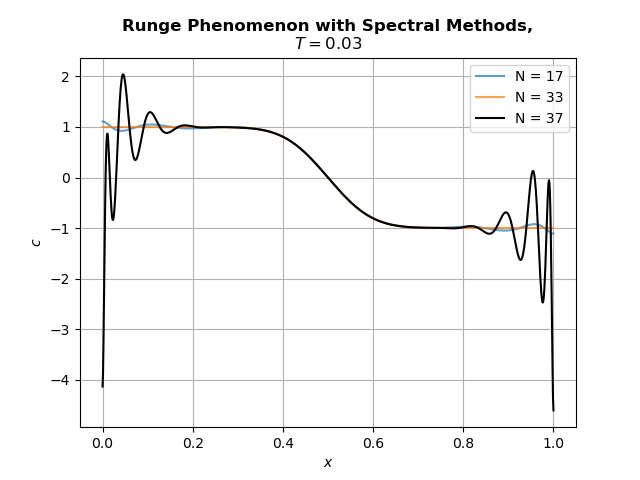 Runge Phenomenon with Spectral Methods,
T = 0.03
N = 17
N = 33
N = 37
2
1
0
−1
−2
−3
−4
c
0.0 0.2 0.4 0.6 0.8 1.0
x